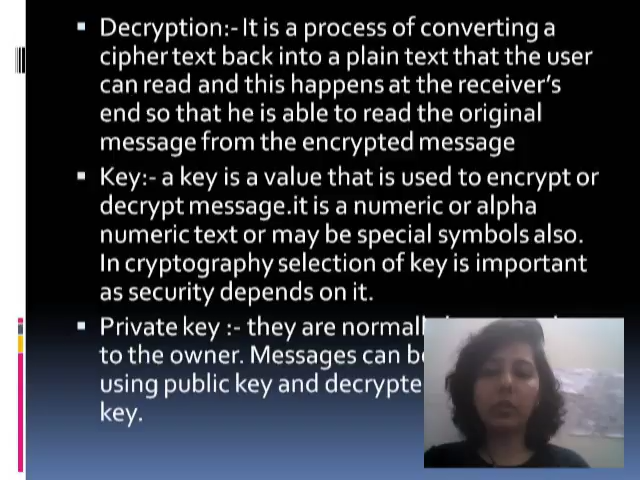 Decryption:- It is a process of converting a
cipher text back into a plain text that the user
can read and this happens at the receiver's
end so that he is able to read the original
message from the encrypted message
Key:- a key is a value that is used to encrypt or
decrypt message.it is a numeric or alpha
numeric text or may be special symbols also.
In cryptography selection of key is important
as security depends on it.
Private key :- they are
to the owner. Messages can
using public key and
key.